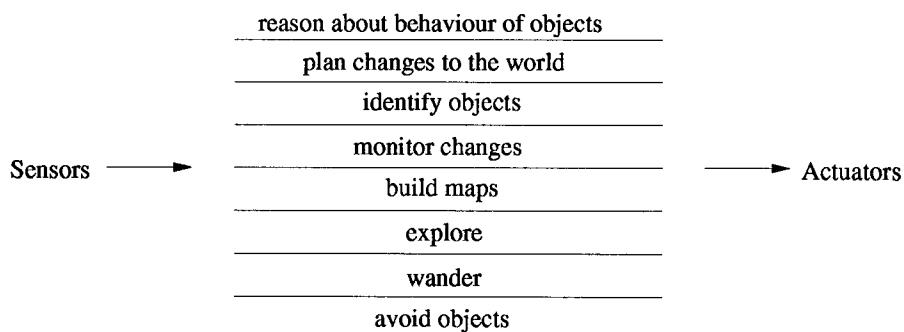 reason about behaviour of objects
plan changes to the world
identify objects
monitor changes
Sensors
Actuators
build maps
explore
wander
avoid objects